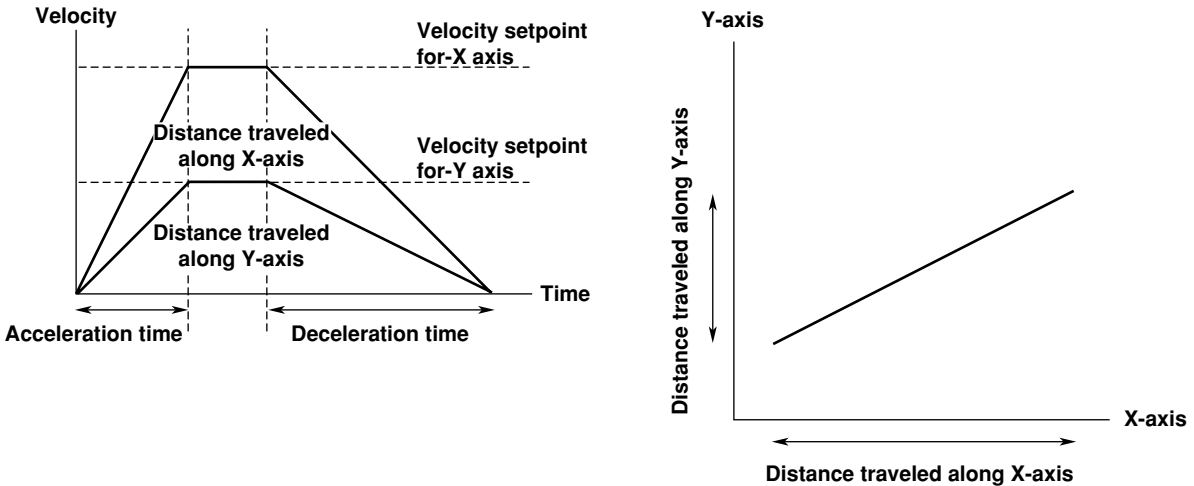 Velocity
Velocity setpoint
for-X axis
Distance traveled
along X-axis
Velocity setpoint
for-Y axis
Distance traveled
along Y-axis
Time
Acceleration time
Deceleration time
Y-axis
Distance traveled along Y-axis
X-axis
Distance traveled along X-axis